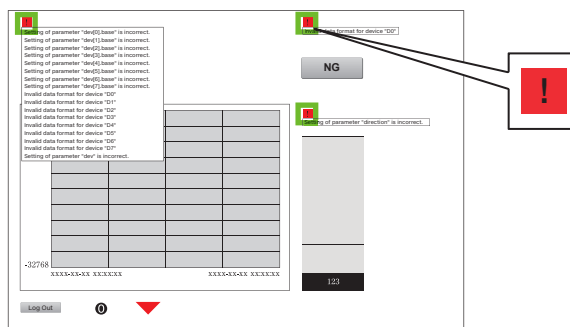 !
Setting of parameter "dev[0].base" is incorrect.
Setting of parameter "dev[1].base" is incorrect.
Setting of parameter "dev[2].base" is incorrect.
Setting of parameter "dev[3].base" is incorrect.
Setting of parameter "dev[4].base" is incorrect.
Setting of parameter "dev[5].base" is incorrect.
Setting of parameter "dev[6].base" is incorrect.
Setting of parameter "dev[7].base" is incorrect.
Invalid data format for device "D0"
Invalid data format for device "D1"
Invalid data format for device "D2"
Invalid data format for device "D3"
Invalid data format for device "D4"
Invalid data format for device "D5"
Invalid data format for device "D6"
Invalid data format for device "D7"
Setting of parameter "dev" is incorrect.
-32768
xxxx-xx-xx xx:xx:xx
xxxx-xx-xx xx:xx:xx
Log Out
0
!
Invalid data format for device "D0"
NG
!
Setting of parameter "direction" is incorrect.
123
!